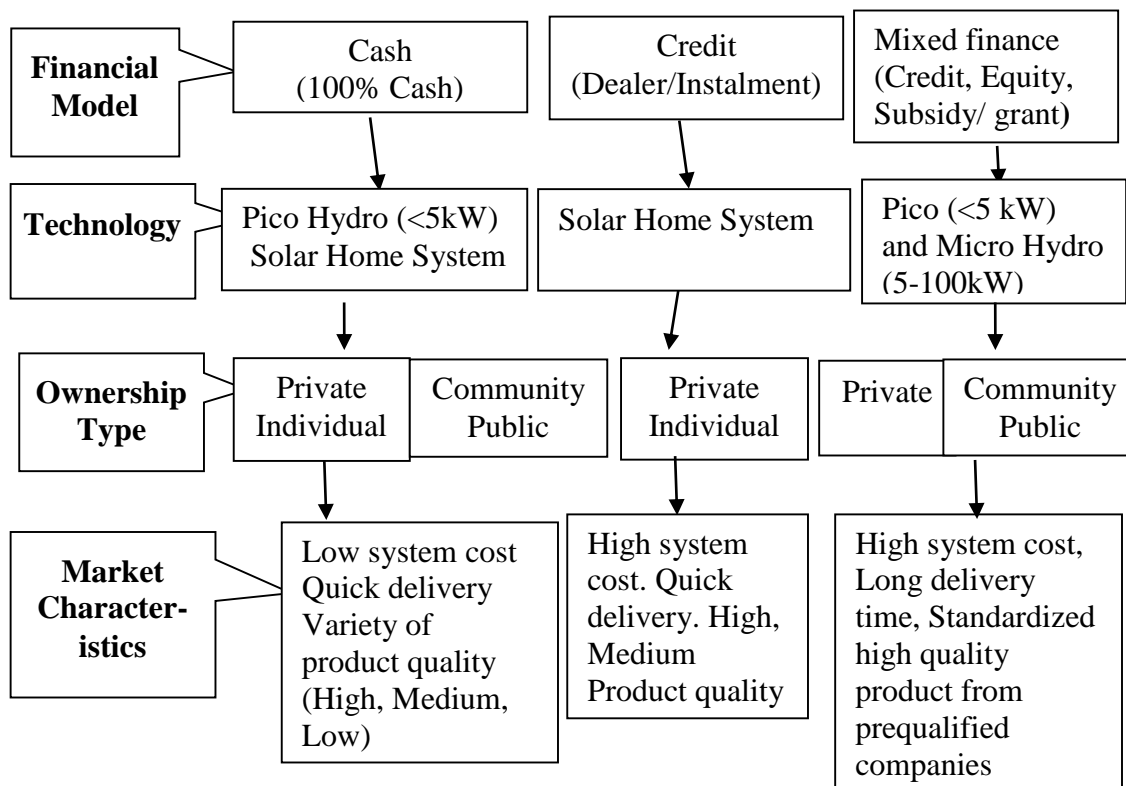 Financial
Model
Cash
(100% Cash)
Credit
(Dealer/Instalment)
Mixed finance
(Credit, Equity,
Subsidy/ grant)
Technology
Pico Hydro (<5kW)
Solar Home System
Solar Home System
Pico (<5 kW)
and Micro Hydro
(5-100kW)
Ownership
Type
Private
Individual
Community
Public
Private
Individual
Private
Community
Public
Market
Character-
istics
Low system cost
Quick delivery
Variety of
product quality
(High, Medium,
Low)
High system
cost. Quick
delivery. High,
Medium
Product quality
High system cost,
Long delivery
time, Standardized
high quality
product from
prequalified
companies